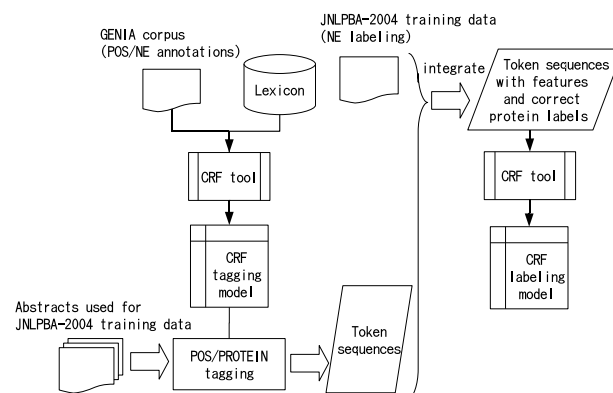 GENIA corpus
(POS/NE annotations)
Lexicon
CRF tool
CRF
tagging
model
Abstracts used for
JNLPBA-2004 training data
POS/PROTEIN
tagging
Token
sequences
JNLPBA-2004 training data
(NE labeling)
integrate
Token sequences
with features
and correct
protein labels
CRF tool
CRF
labeling
model